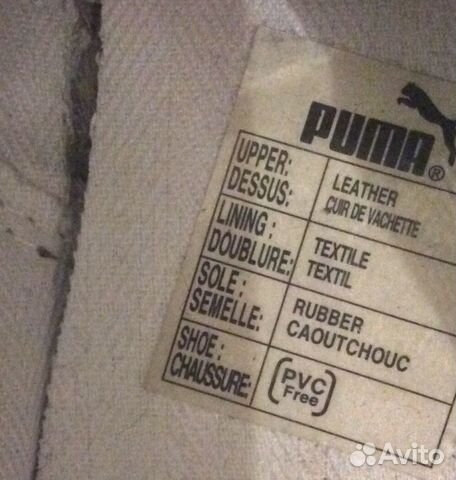 PUMA®
UPPER: LEATHER
DESSUS: CUIR DE VACHETTE
LINING: TEXTILE
DOUBLURE: TEXTIL
SOLE: RUBBER
SEMELLE: CAOUTCHOUC
SHOE: PVC
CHAUSSURE: Free
Avito